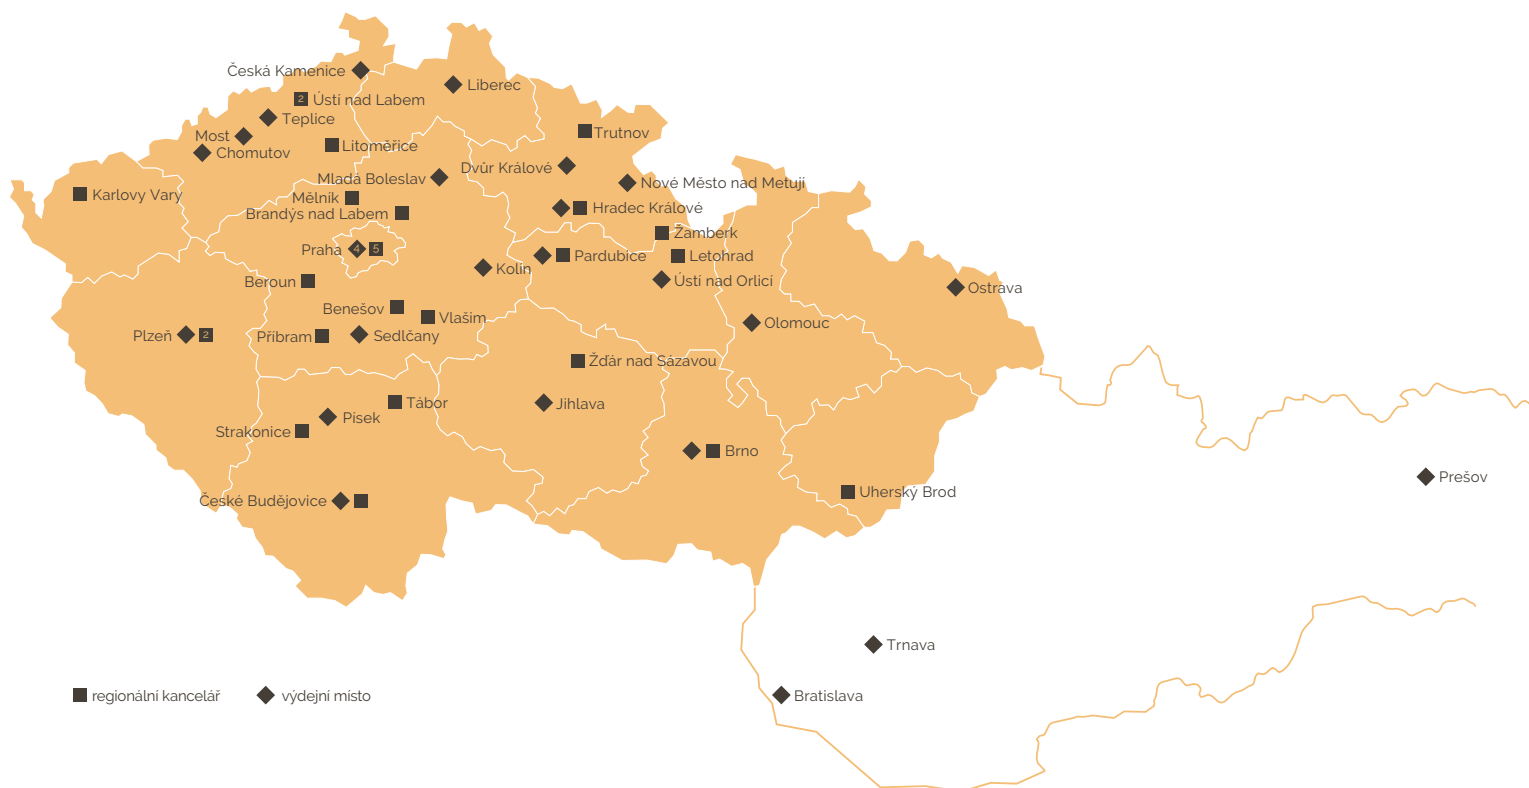 Česká Kamenice
Liberec
2 Ústí nad Labem
Teplice
Trutnov
Most
Litoměřice
Chomutov
Dvůr Králové
Mladá Boleslav
Nové Město nad Metuji
Karlovy Vary
Mělník
Brandýs nad Labem
Hradec Králové
Žamberk
Praha 4 5
Pardubice
Letohrad
Kolín
Beroun
Ústí nad Orlicí
Ostrava
Benešov
Vlašim
Olomouc
Plzeň 2
Příbram
Sedlčany
Žďár nad Sázavou
Tábor
Jihlava
Písek
Strakonice
Brno
Prešov
Uherský Brod
České Budějovice
Trnava
regionální kancelář
výdejní místo
Bratislava